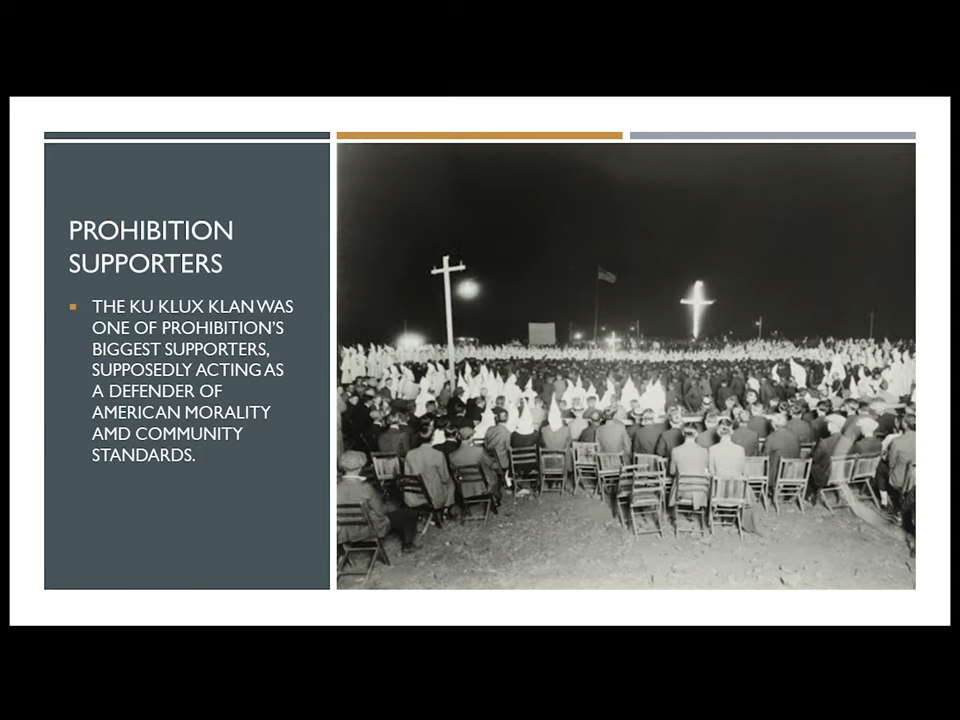 PROHIBITION
SUPPORTERS
THE KU KLUX KLAN WAS
ONE OF PROHIBITION'S
BIGGEST SUPPORTERS,
SUPPOSEDLY ACTING AS
A DEFENDER OF
AMERICAN MORALITY
AMD COMMUNITY
STANDARDS.